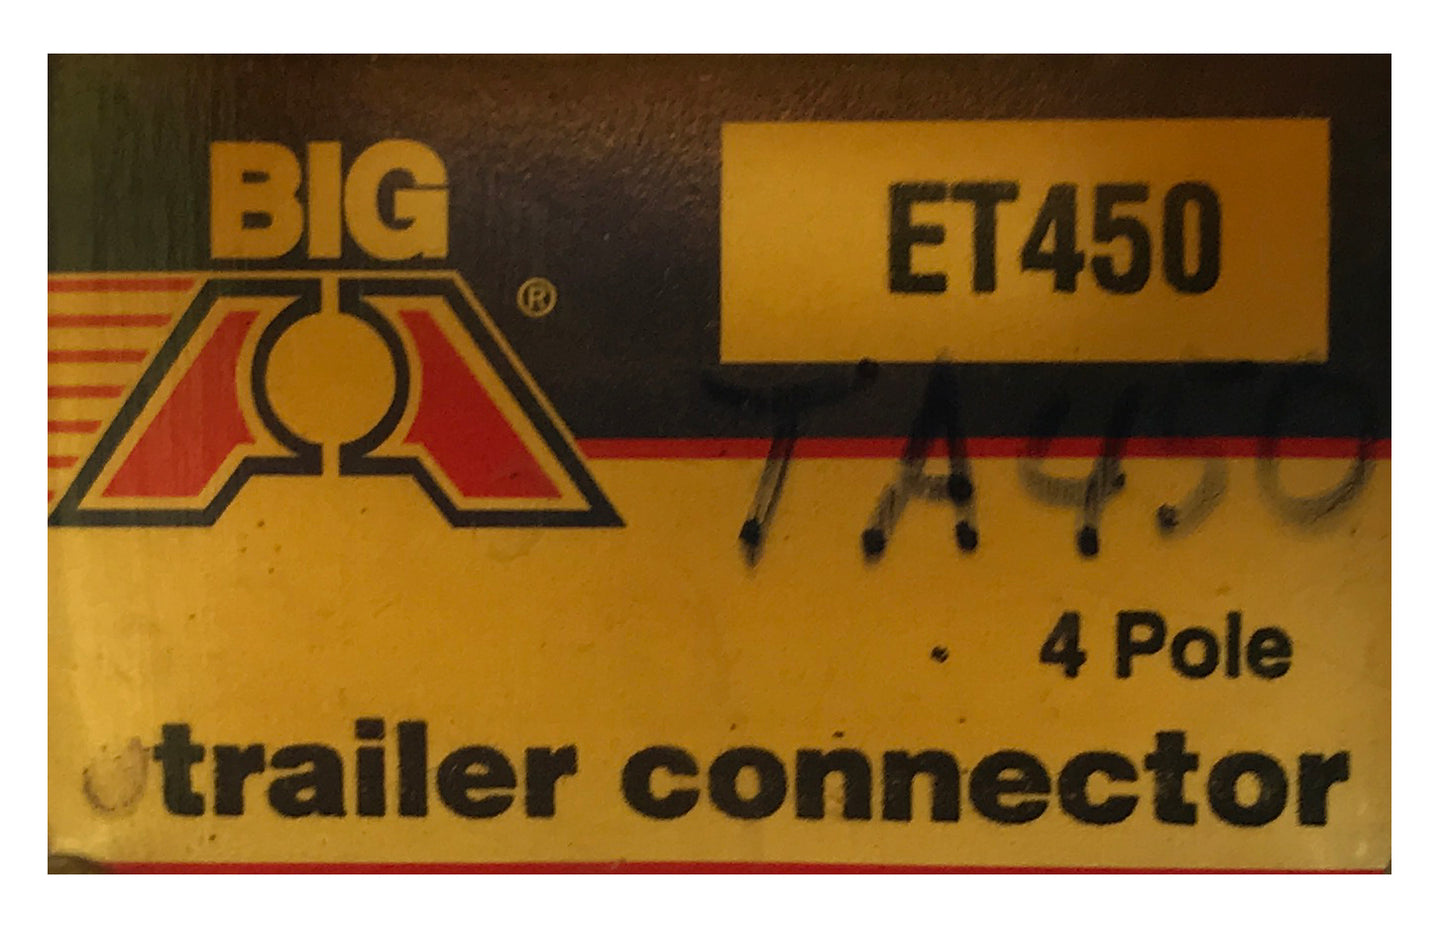 BIG
A®
ET450
TA450
4 Pole
trailer connector